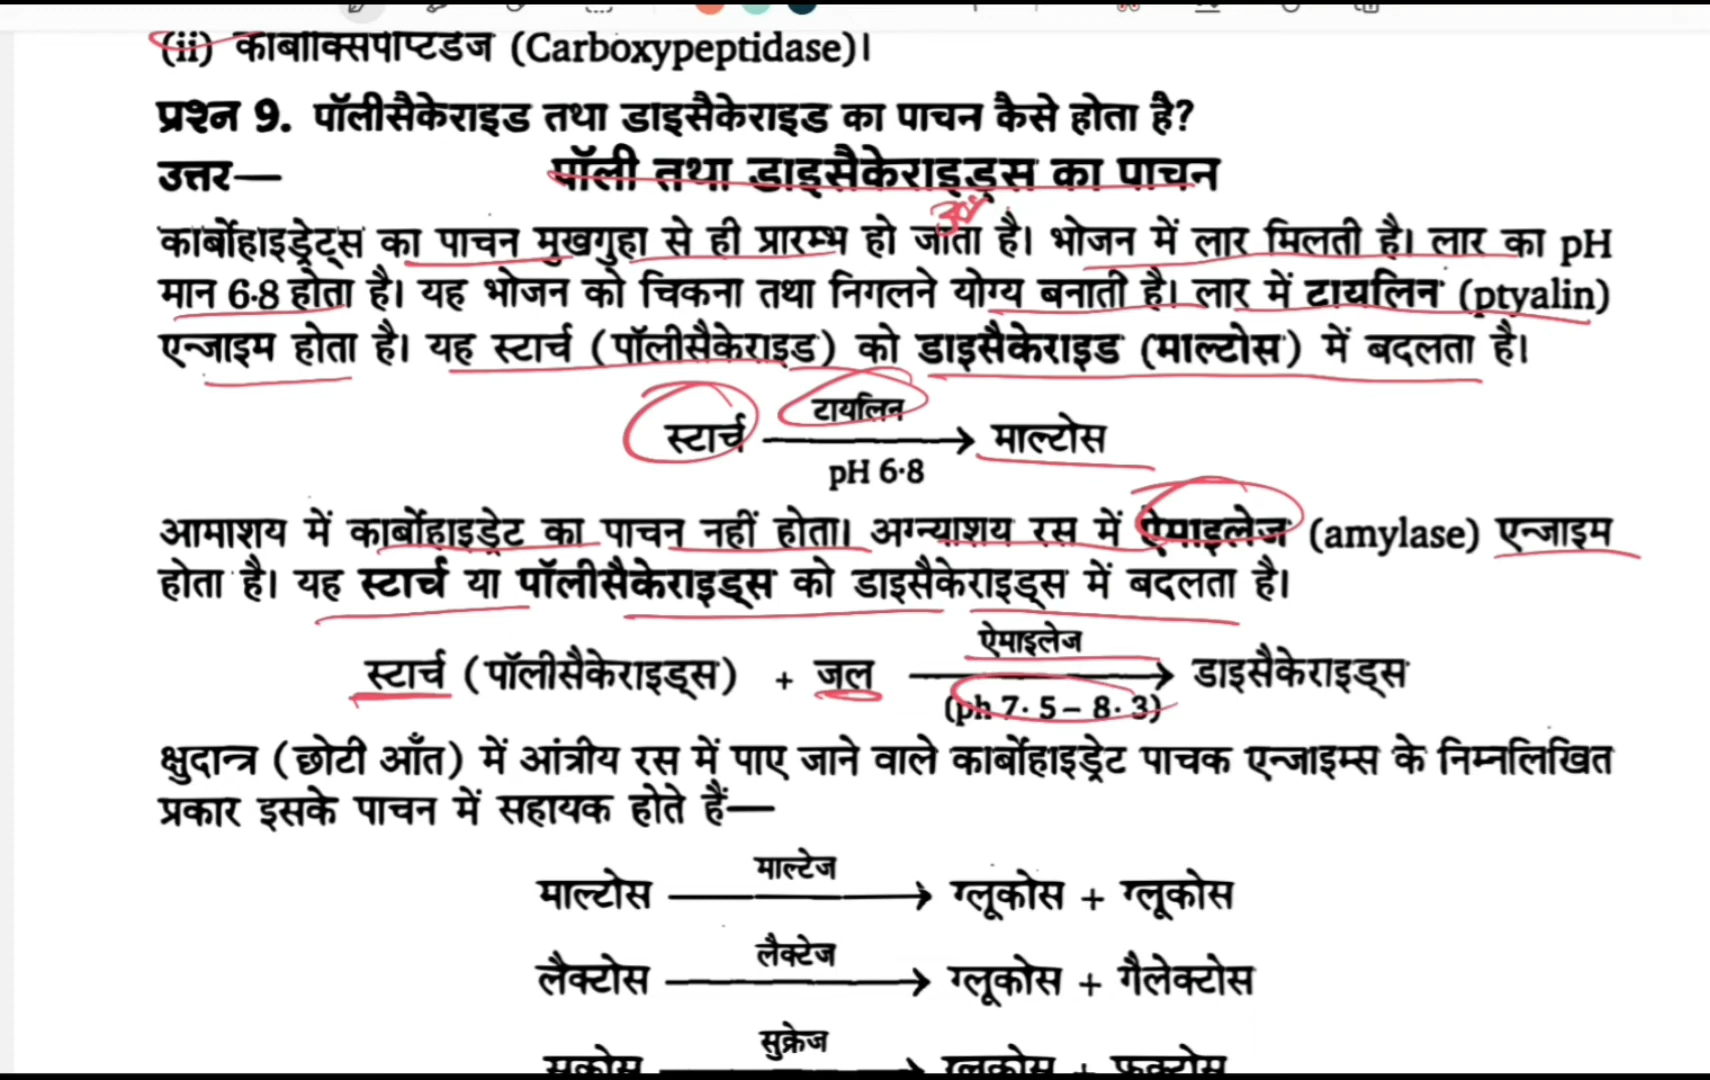 (ii) कार्बोक्सिपेप्टिडेज (Carboxypeptidase)।
प्रश्न 9. पॉलीसैकेराइड तथा डाइसैकेराइड का पाचन कैसे होता है?
उत्तर— पॉली तथा डाइसैकेराइड्स का पाचन
कार्बोहाइड्रेट्स का पाचन मुखगुहा से ही प्रारम्भ हो जाता है। भोजन में लार मिलती है। लार का pH
मान 6·8 होता है। यह भोजन को चिकना तथा निगलने योग्य बनाती है। लार में टायलिन (ptyalin)
एन्जाइम होता है। यह स्टार्च (पॉलीसैकेराइड) को डाइसैकेराइड (माल्टोस) में बदलता है।
टायलिन
स्टार्च ⟶ माल्टोस
pH 6·8
आमाशय में कार्बोहाइड्रेट का पाचन नहीं होता। अग्न्याशय रस में ऐमाइलेज (amylase) एन्जाइम
होता है। यह स्टार्च या पॉलीसैकेराइड्स को डाइसैकेराइड्स में बदलता है।
ऐमाइलेज
स्टार्च (पॉलीसैकेराइड्स) + जल ⟶ डाइसैकेराइड्स
(ph 7· 5 – 8· 3)
क्षुदान्त्र (छोटी आँत) में आंत्रीय रस में पाए जाने वाले कार्बोहाइड्रेट पाचक एन्जाइम्स के निम्नलिखित
प्रकार इसके पाचन में सहायक होते हैं—
माल्टेज
माल्टोस ⟶ ग्लूकोस + ग्लूकोस
लैक्टेज
लैक्टोस ⟶ ग्लूकोस + गैलेक्टोस
सुक्रेज
सुक्रोस ⟶ ग्लूकोस + फ्रक्टोस